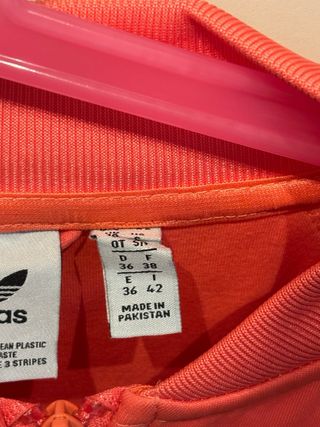 das
EAN PLASTIC
ASTE
E 3 STRIPES
D F
36 38
E I
36 42
MADE IN
PAKISTAN